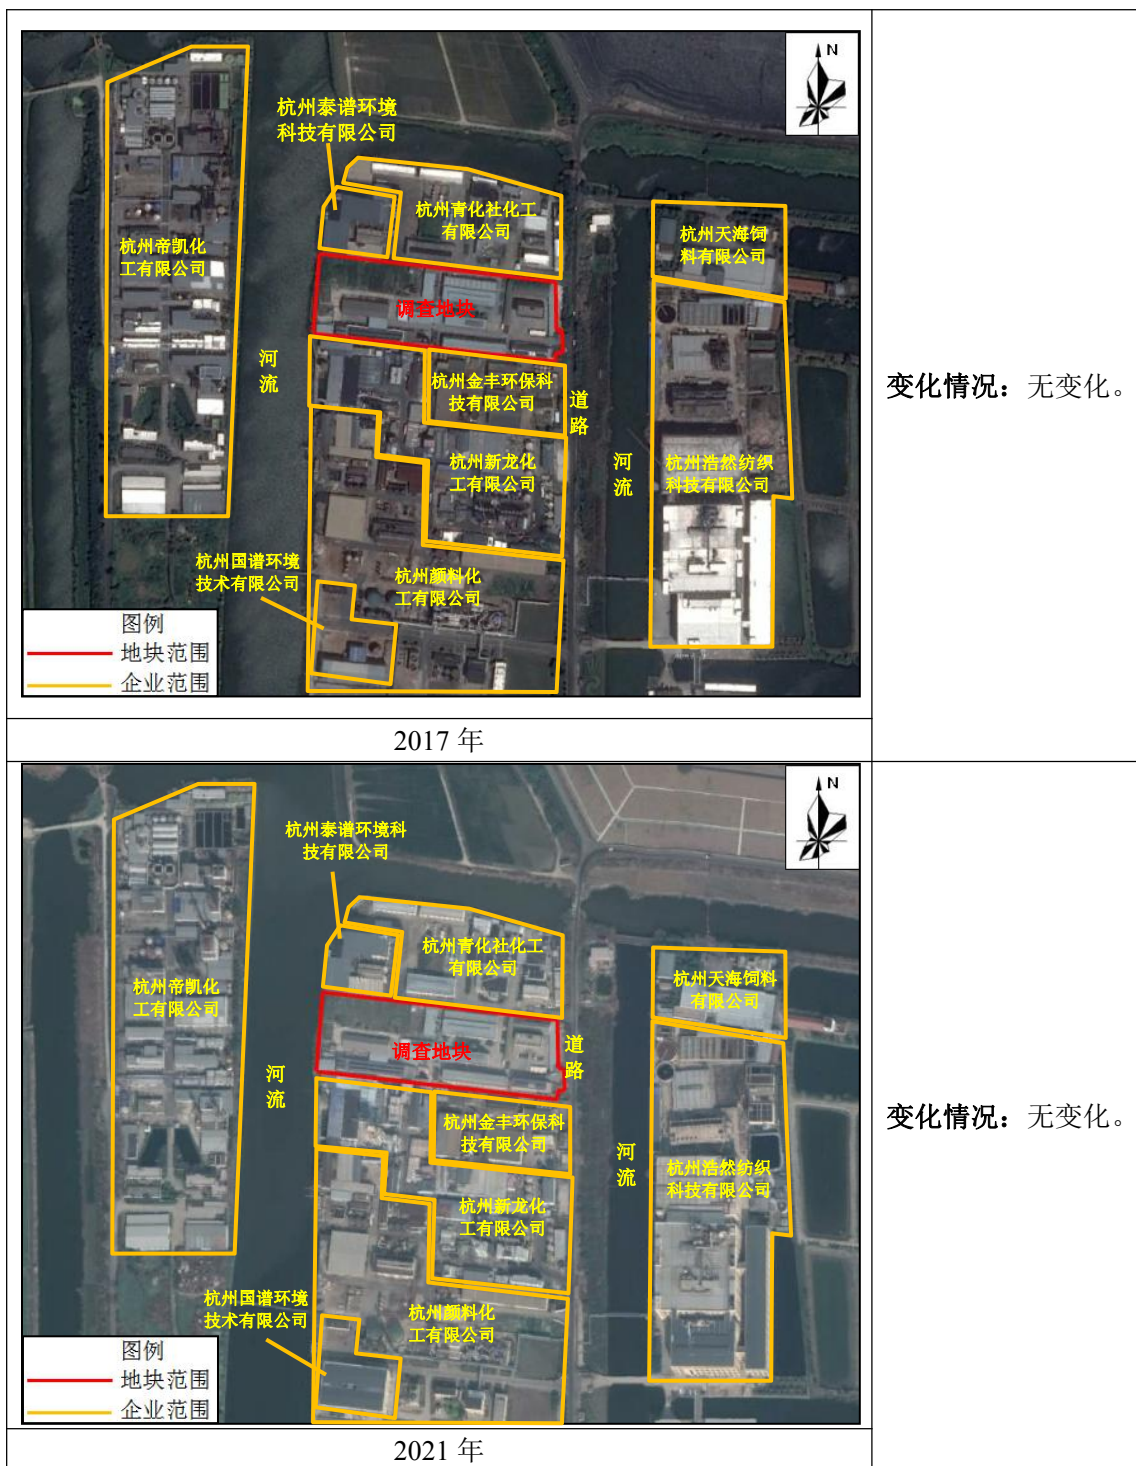 N
杭州泰谱环境
科技有限公司
杭州青化社化工
有限公司
杭州帝凯化
工有限公司
杭州天海饲
料有限公司
调查地块
河
流
杭州金丰环保科
技有限公司
道
路
杭州新龙化
工有限公司
河
流
杭州浩然纺织
科技有限公司
杭州国谱环境
技术有限公司
杭州颜料化
工有限公司
图例
地块范围
企业范围
变化情况：无变化。
2017 年
N
杭州泰谱环境科
技有限公司
杭州青化社化工
有限公司
杭州帝凯化
工有限公司
杭州天海饲料
有限公司
调查地块
道
路
河
流
杭州金丰环保科
技有限公司
河
流
杭州浩然纺织
科技有限公司
杭州新龙化
工有限公司
杭州国谱环境
技术有限公司
杭州颜料化
工有限公司
图例
地块范围
企业范围
变化情况：无变化。
2021 年